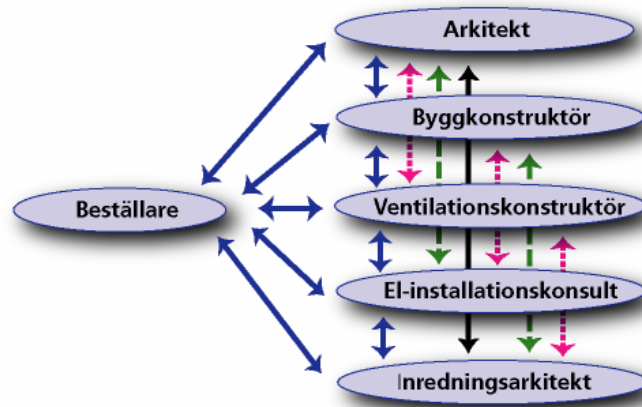 Arkitekt
Byggkonstruktör
Beställare
Ventilationskonstruktör
El-installationskonsult
Inredningsarkitekt